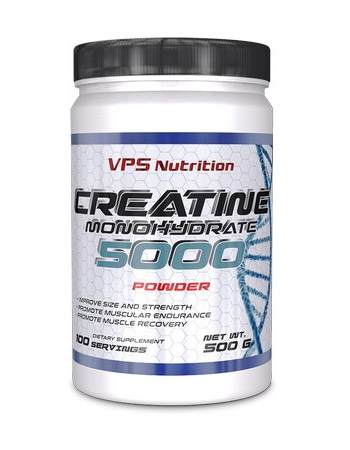 VPS Nutrition
CREATINE
MONOHYDRATE
5000
POWDER
• IMPROVE SIZE AND STRENGTH
• PROMOTE MUSCULAR ENDURANCE
• PROMOTE MUSCLE RECOVERY
DIETARY SUPPLEMENT
100 SERVINGS
NET WT.
500 G